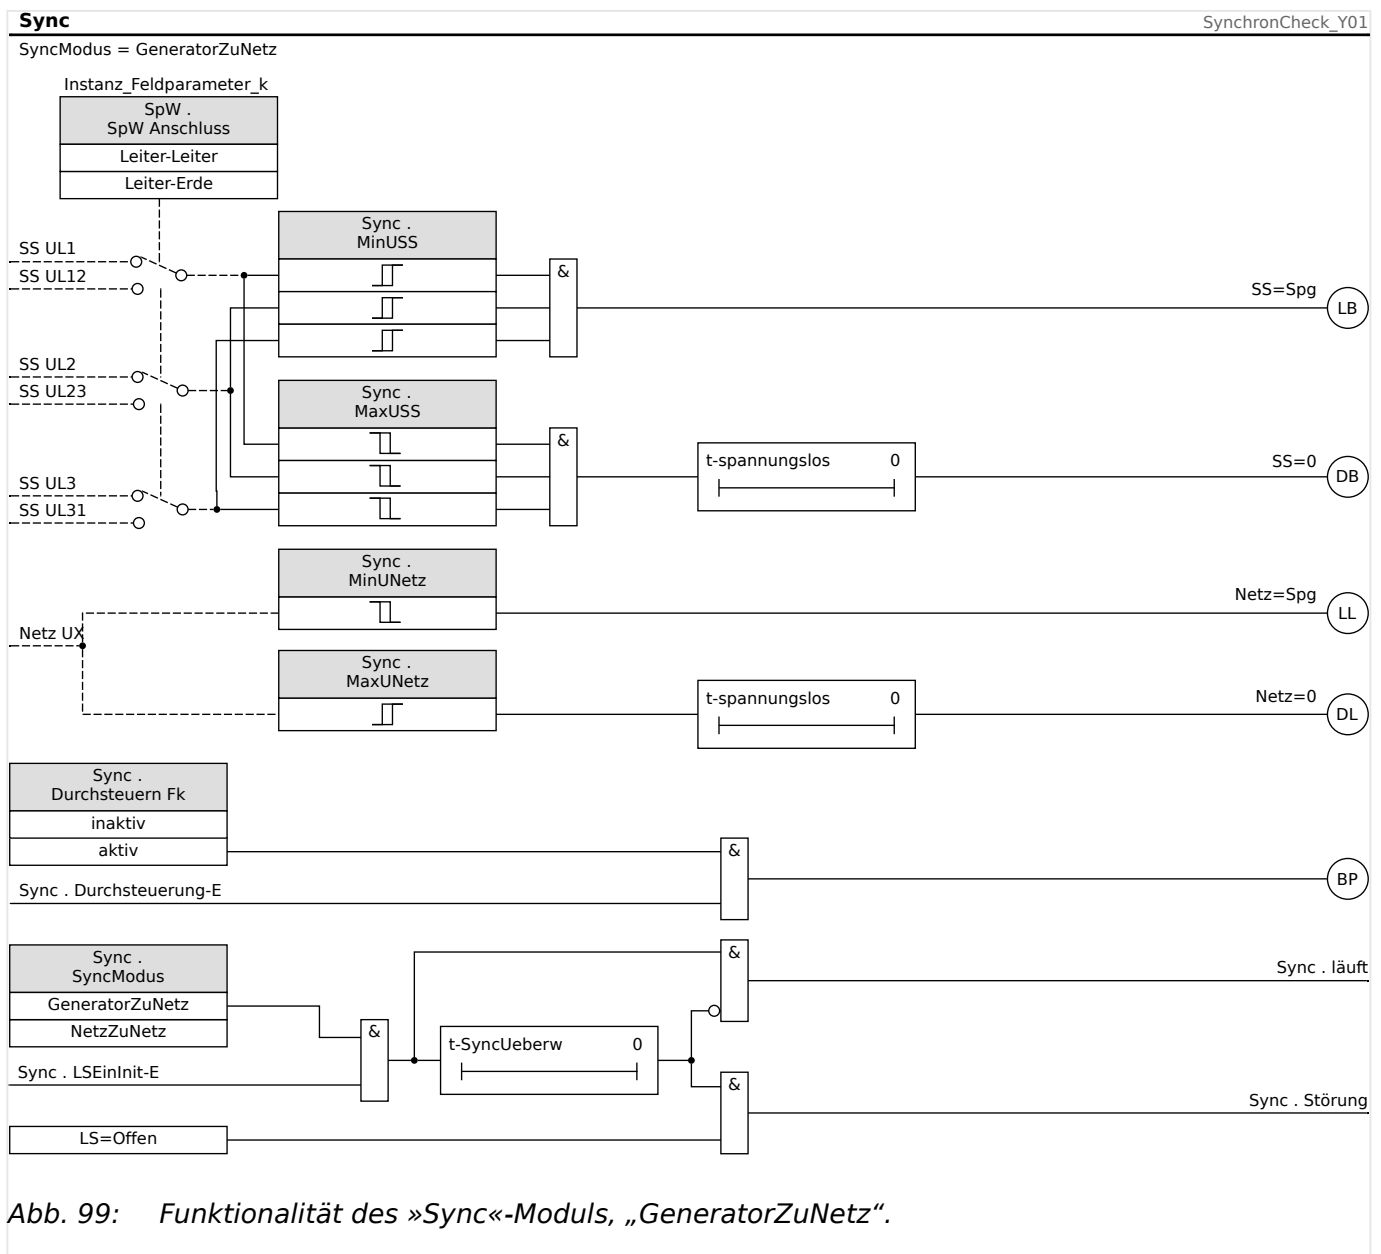 Sync
SynchronCheck_Y01
SyncModus = GeneratorZuNetz
Instanz_Feldparameter_k
SpW .
SpW Anschluss
Leiter-Leiter
Leiter-Erde
Sync .
MinUSS
SS UL1
SS UL12
&
SS=Spg
LB
SS UL2
SS UL23
Sync .
MaxUSS
&
t-spannungslos 0
SS=0
DB
SS UL3
SS UL31
Sync .
MinUNetz
Netz=Spg
LL
Netz UX
Sync .
MaxUNetz
t-spannungslos 0
Netz=0
DL
Sync .
Durchsteuern Fk
inaktiv
aktiv
&
BP
Sync . Durchsteuerung-E
Sync .
SyncModus
GeneratorZuNetz
NetzZuNetz
&
Sync . läuft
&
t-SyncUeberw 0
Sync . LSEinInit-E
&
Sync . Störung
LS=Offen
Abb. 99: Funktionalität des »Sync«-Moduls, „GeneratorZuNetz“.